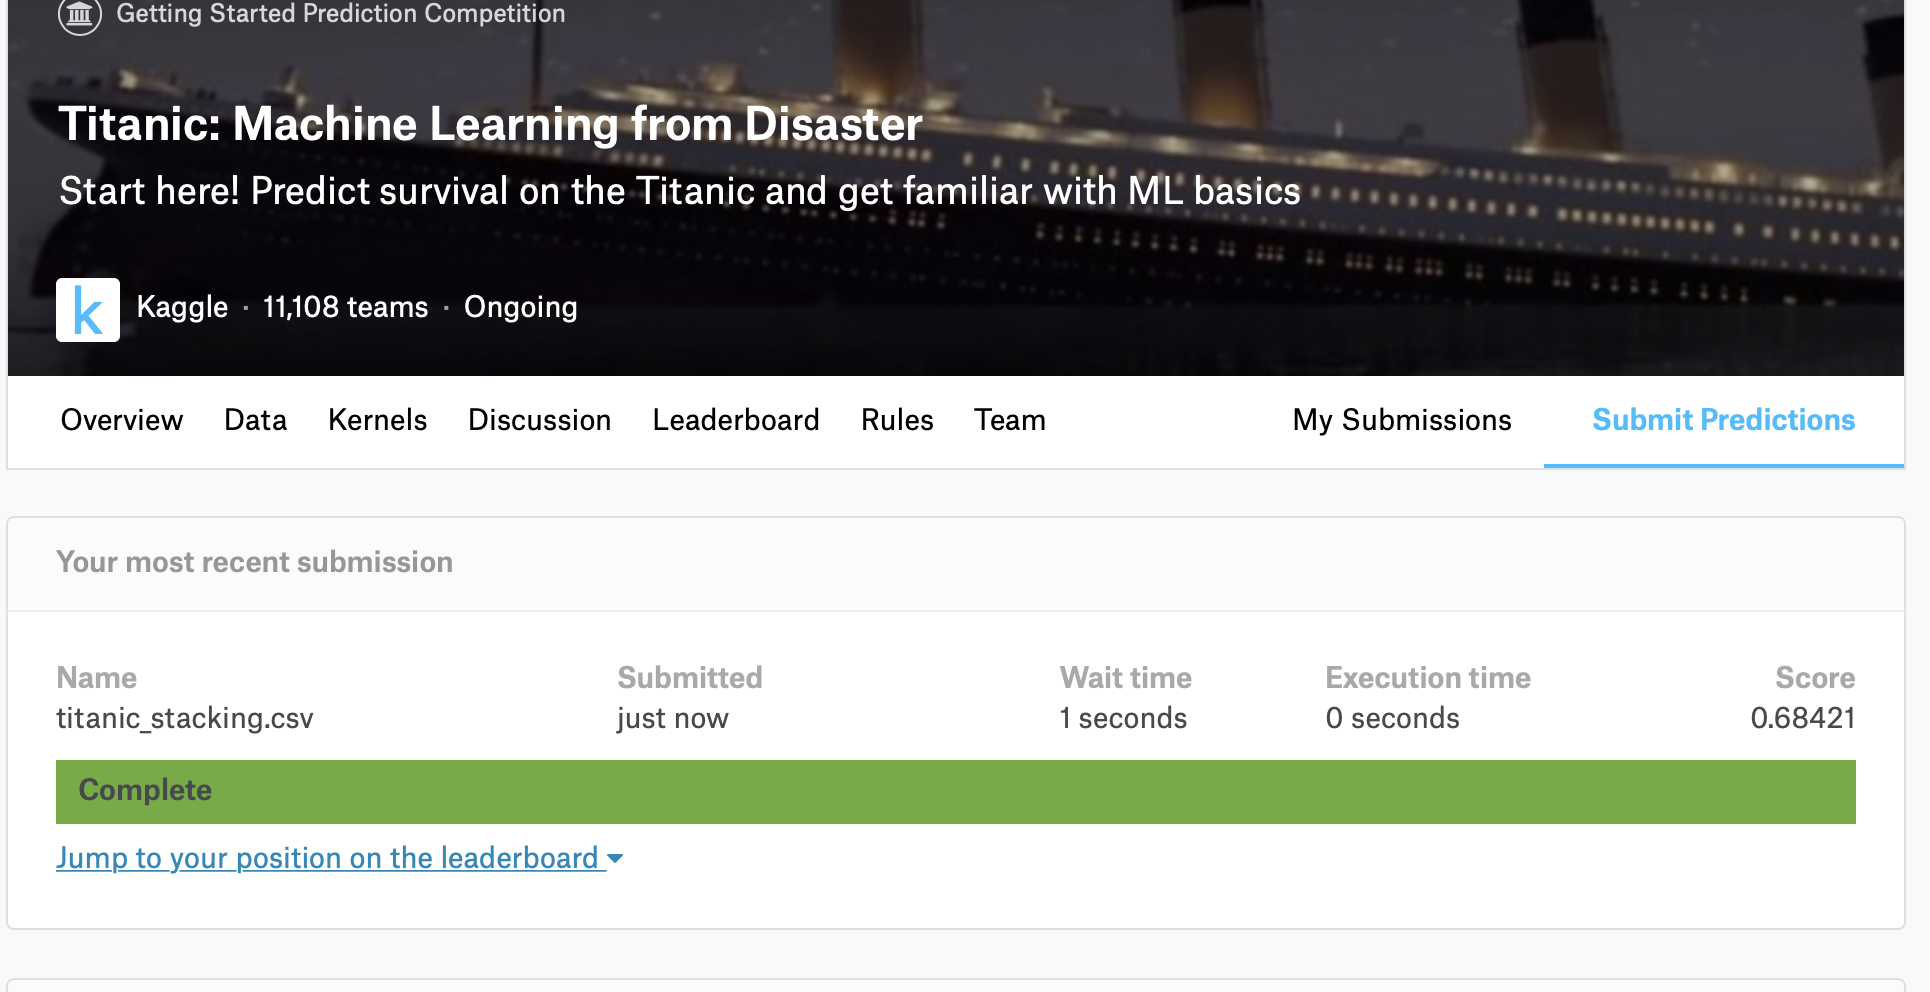 Getting Started Prediction Competition
Titanic: Machine Learning from Disaster
Start here! Predict survival on the Titanic and get familiar with ML basics
k
Kaggle · 11,108 teams · Ongoing
Overview Data Kernels Discussion Leaderboard Rules Team My Submissions Submit Predictions
Your most recent submission
Name Submitted Wait time Execution time Score
titanic_stacking.csv just now 1 seconds 0 seconds 0.68421
Complete
Jump to your position on the leaderboard